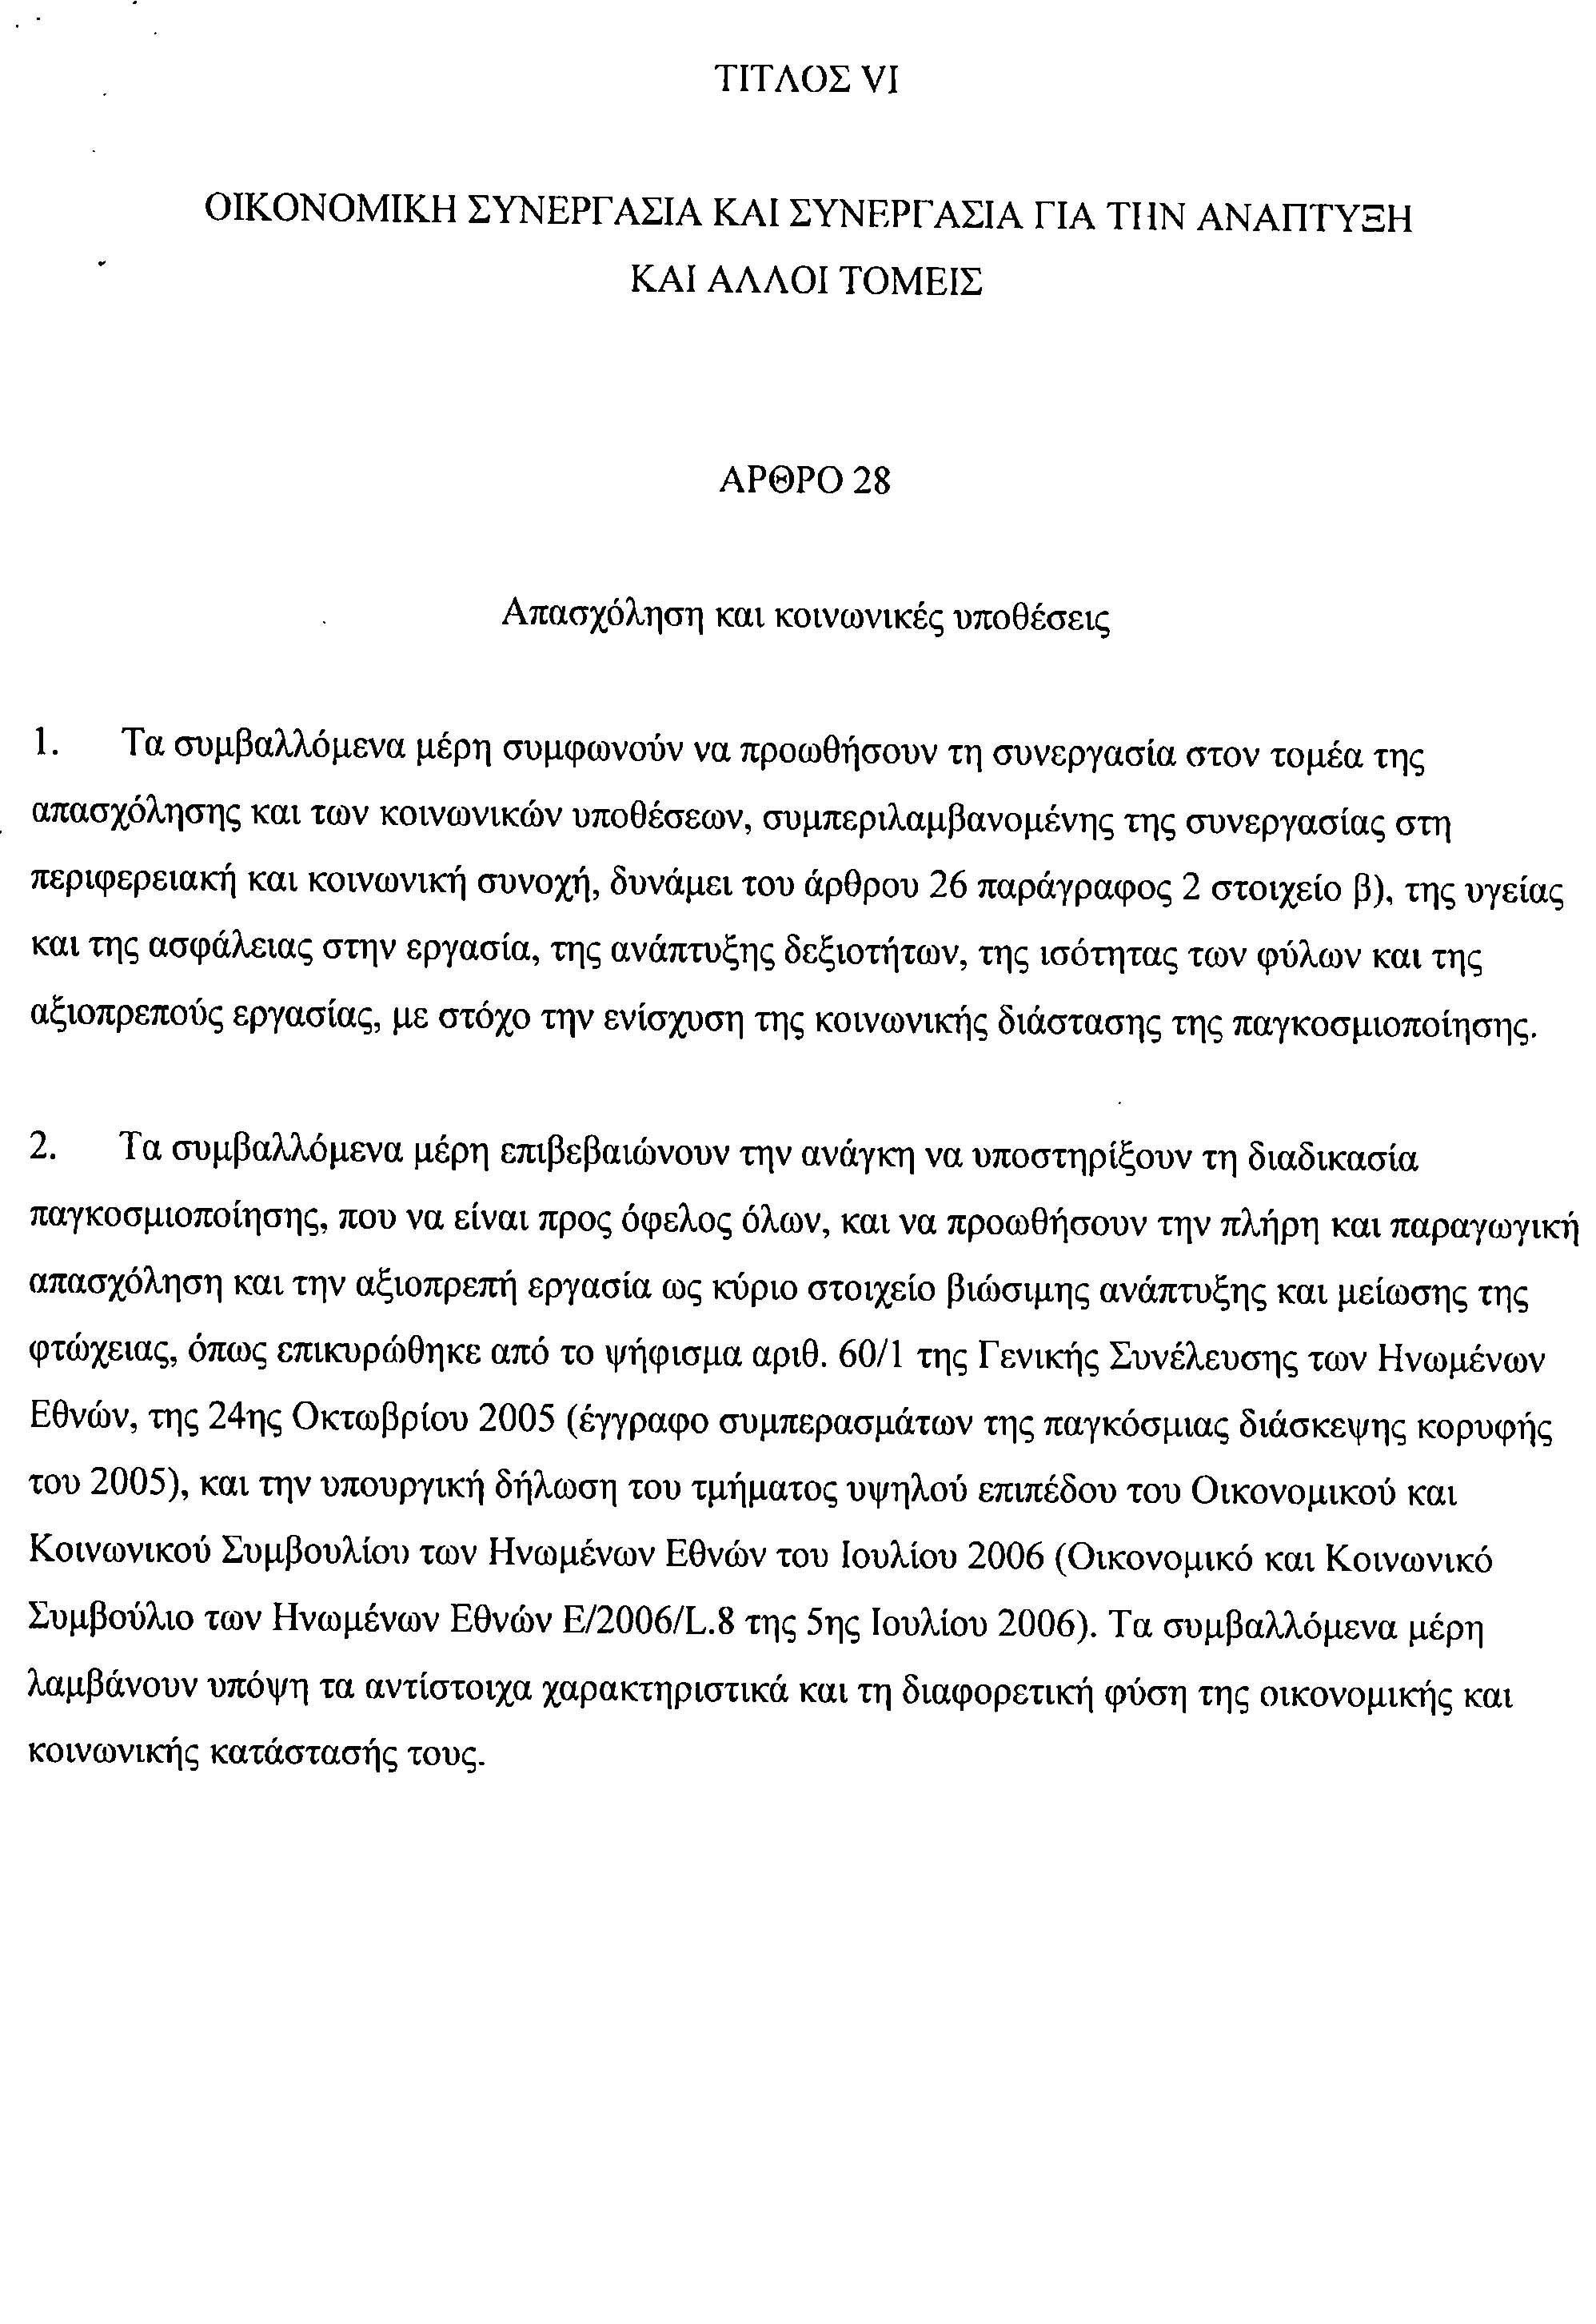 ΤΙΤΛΟΣ VI
ΟΙΚΟΝΟΜΙΚΗ ΣΥΝΕΡΓΑΣΙΑ ΚΑΙ ΣΥΝΕΡΓΑΣΙΑ ΓΙΑ ΤΗΝ ΑΝΑΠΤΥΞΗ
ΚΑΙ ΑΛΛΟΙ ΤΟΜΕΙΣ
ΑΡΘΡΟ 28
Απασχόληση και κοινωνικές υποθέσεις
1. Τα συμβαλλόμενα μέρη συμφωνούν να προωθήσουν τη συνεργασία στον τομέα της
απασχόλησης και των κοινωνικών υποθέσεων, συμπεριλαμβανομένης της συνεργασίας στη
περιφερειακή και κοινωνική συνοχή, δυνάμει του άρθρου 26 παράγραφος 2 στοιχείο β), της υγείας
και της ασφάλειας στην εργασία, της ανάπτυξης δεξιοτήτων, της ισότητας των φύλων και της
αξιοπρεπούς εργασίας, με στόχο την ενίσχυση της κοινωνικής διάστασης της παγκοσμιοποίησης.
2. Τα συμβαλλόμενα μέρη επιβεβαιώνουν την ανάγκη να υποστηρίξουν τη διαδικασία
παγκοσμιοποίησης, που να είναι προς όφελος όλων, και να προωθήσουν την πλήρη και παραγωγική
απασχόληση και την αξιοπρεπή εργασία ως κύριο στοιχείο βιώσιμης ανάπτυξης και μείωσης της
φτώχειας, όπως επικυρώθηκε από το ψήφισμα αριθ. 60/1 της Γενικής Συνέλευσης των Ηνωμένων
Εθνών, της 24ης Οκτωβρίου 2005 (έγγραφο συμπερασμάτων της παγκόσμιας διάσκεψης κορυφής
του 2005), και την υπουργική δήλωση του τμήματος υψηλού επιπέδου του Οικονομικού και
Κοινωνικού Συμβουλίου των Ηνωμένων Εθνών του Ιουλίου 2006 (Οικονομικό και Κοινωνικό
Συμβούλιο των Ηνωμένων Εθνών E/2006/L.8 της 5ης Ιουλίου 2006). Τα συμβαλλόμενα μέρη
λαμβάνουν υπόψη τα αντίστοιχα χαρακτηριστικά και τη διαφορετική φύση της οικονομικής και
κοινωνικής κατάστασής τους.